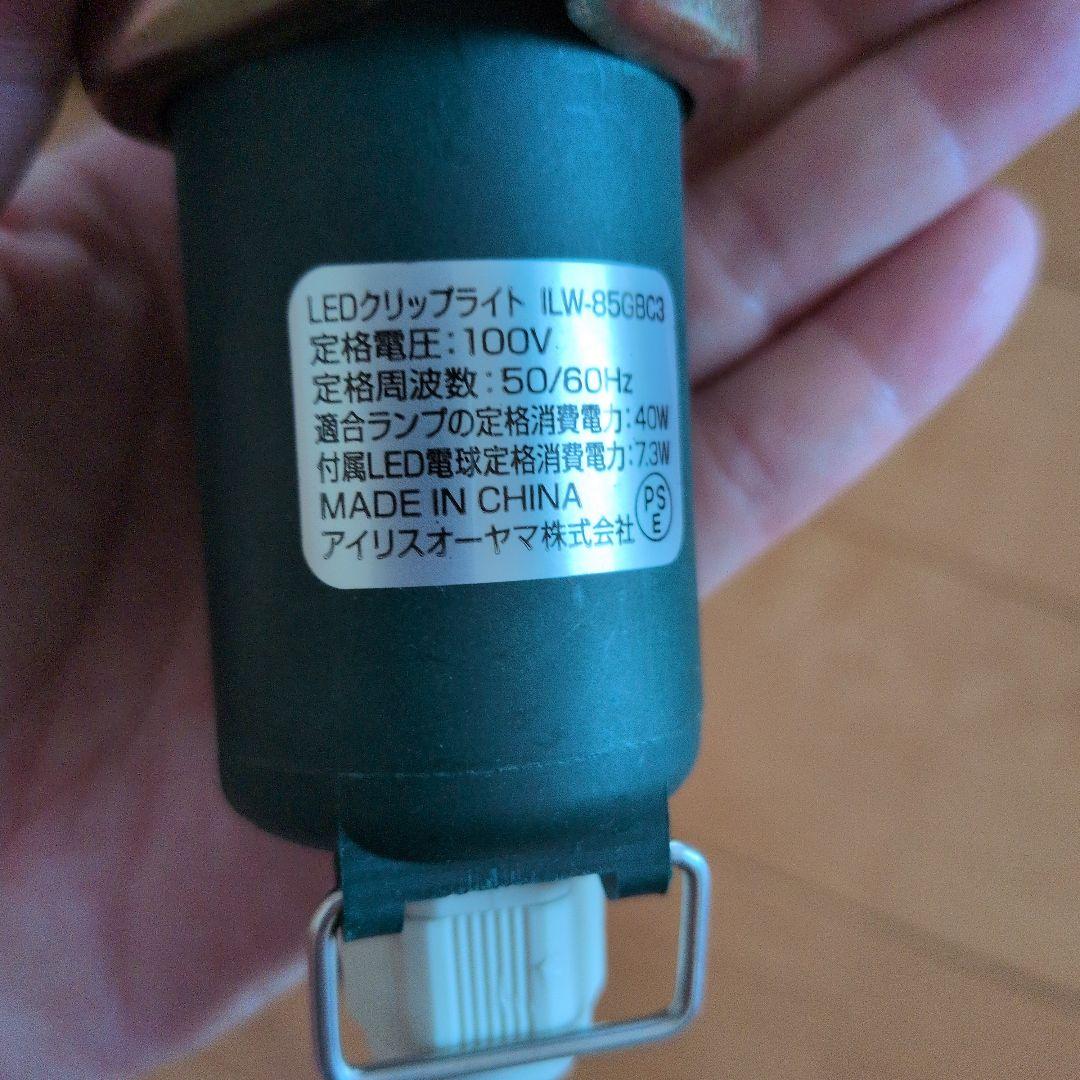 LEDクリップライト ILW-85GBC3
定格電圧:100V
定格周波数:50/60Hz
適合ランプの定格消費電力:40W
付属LED電球定格消費電力:7.3W
MADE IN CHINA
アイリスオーヤマ株式会社
PS
E